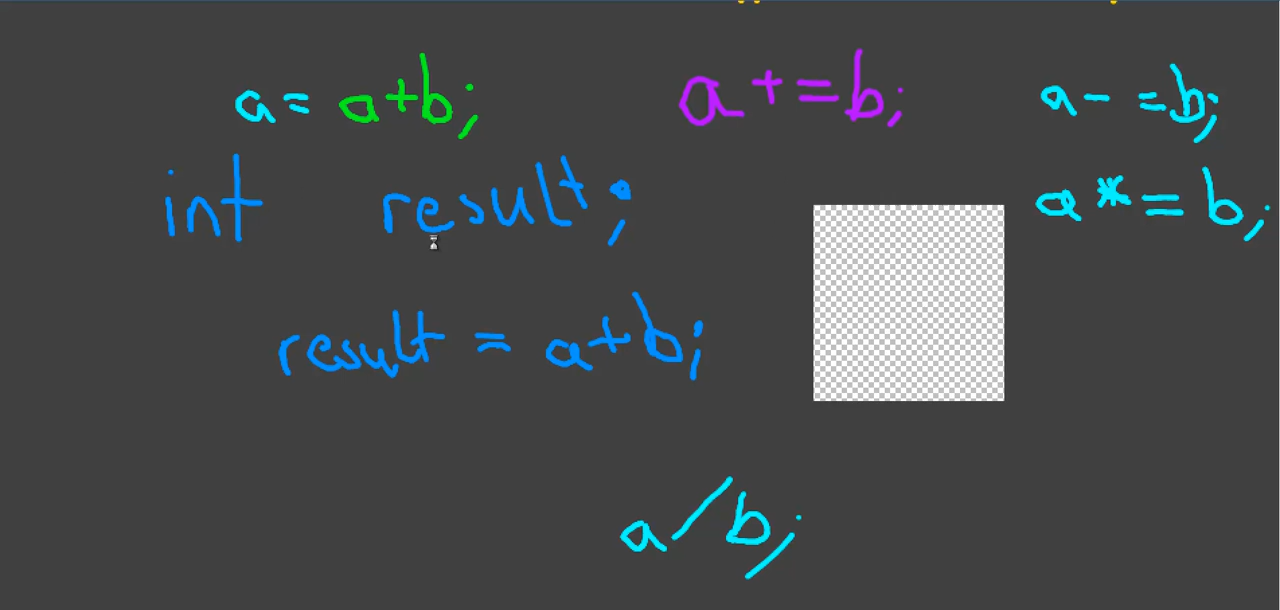 a = a+b;
a += b;
a - = b;
int result;
a *= b;
result = a+b;
a/b;